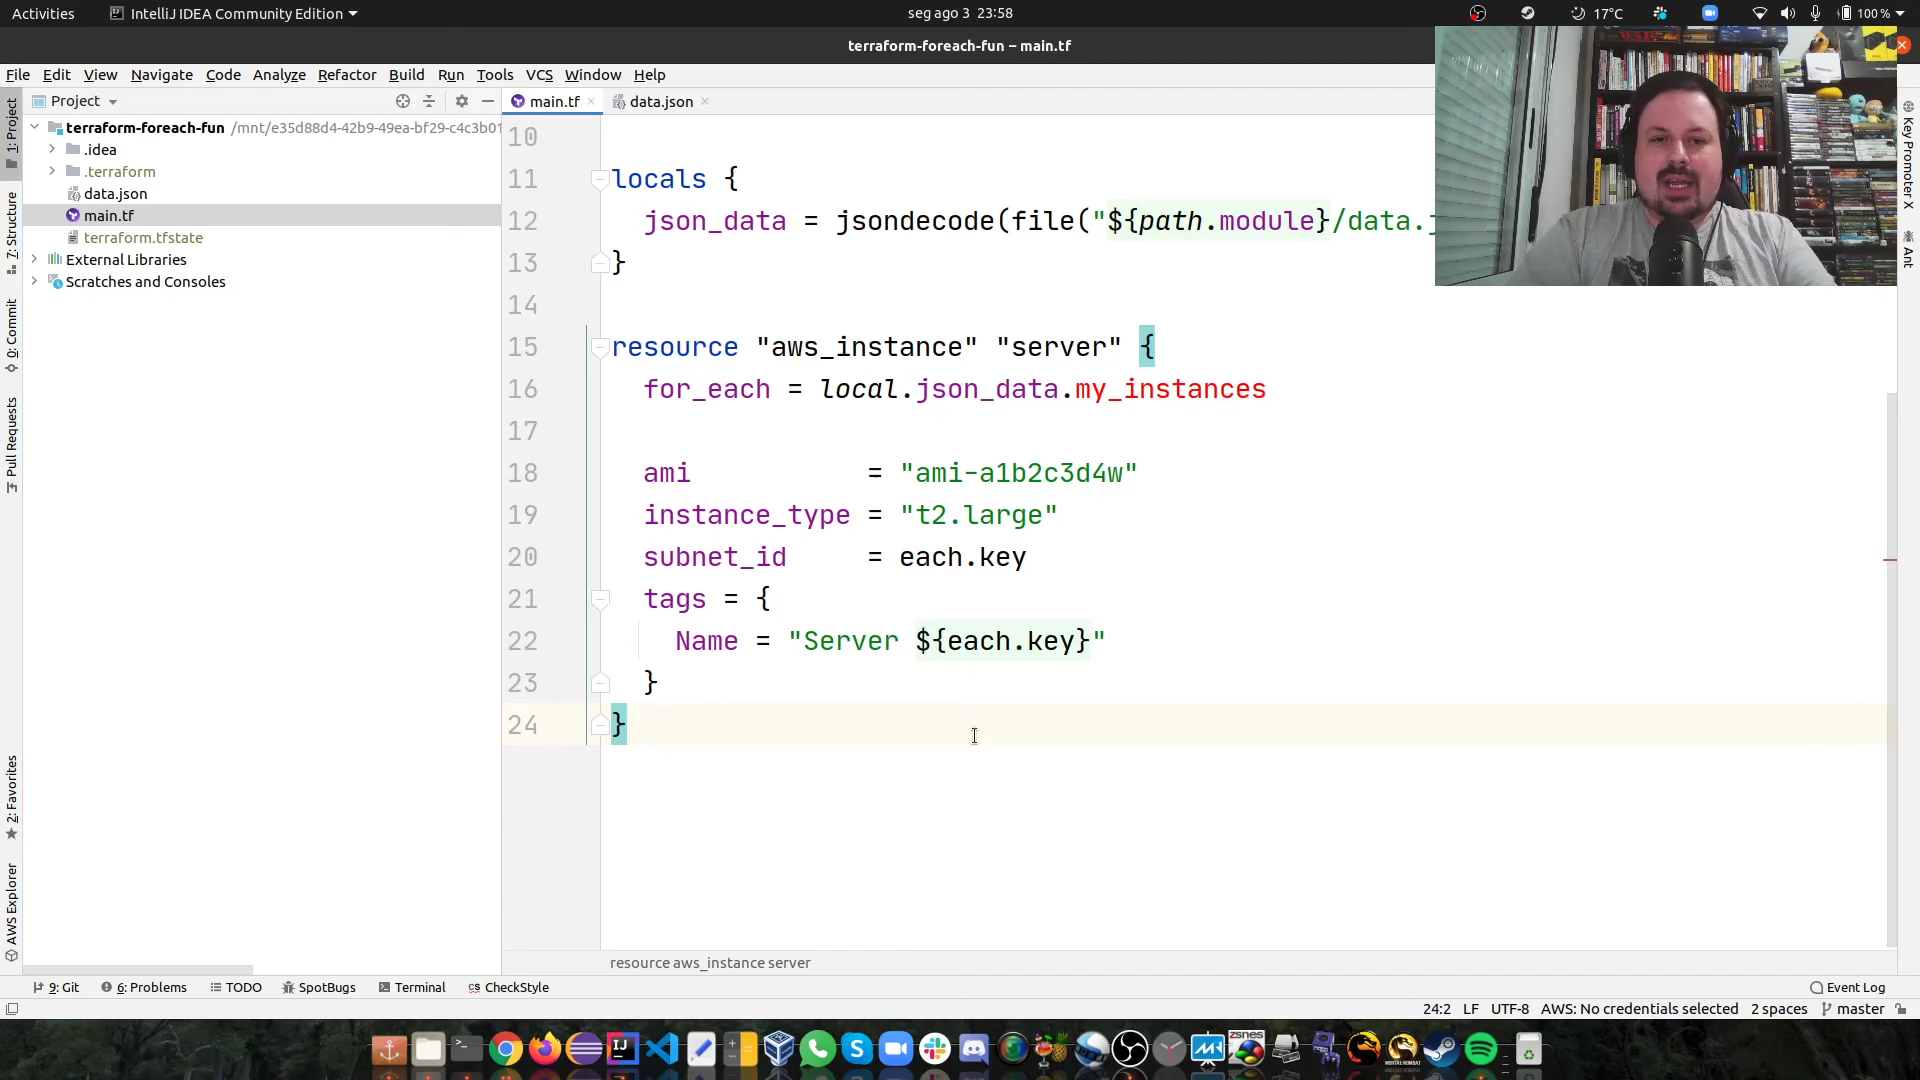 Activities
IntelliJ IDEA Community Edition
seg ago 3 23:58
17°C
100 %
terraform-foreach-fun – main.tf
File Edit View Navigate Code Analyze Refactor Build Run Tools VCS Window Help
Project
main.tf
data.json
terraform-foreach-fun /mnt/e35d88d4-42b9-49ea-bf29-c4c3b01
.idea
.terraform
data.json
main.tf
terraform.tfstate
External Libraries
Scratches and Consoles
1: Project
7: Structure
0: Commit
Pull Requests
2: Favorites
AWS Explorer
10
11 locals {
12 json_data = jsondecode(file("${path.module}/data.j
13 }
14
15 resource "aws_instance" "server" {
16 for_each = local.json_data.my_instances
17
18 ami = "ami-a1b2c3d4w"
19 instance_type = "t2.large"
20 subnet_id = each.key
21 tags = {
22 Name = "Server ${each.key}"
23 }
24 }
Key Promoter X
Ant
resource aws_instance server
9: Git
6: Problems
TODO
SpotBugs
Terminal
CS CheckStyle
Event Log
24:2 LF UTF-8 AWS: No credentials selected 2 spaces master
zsnes